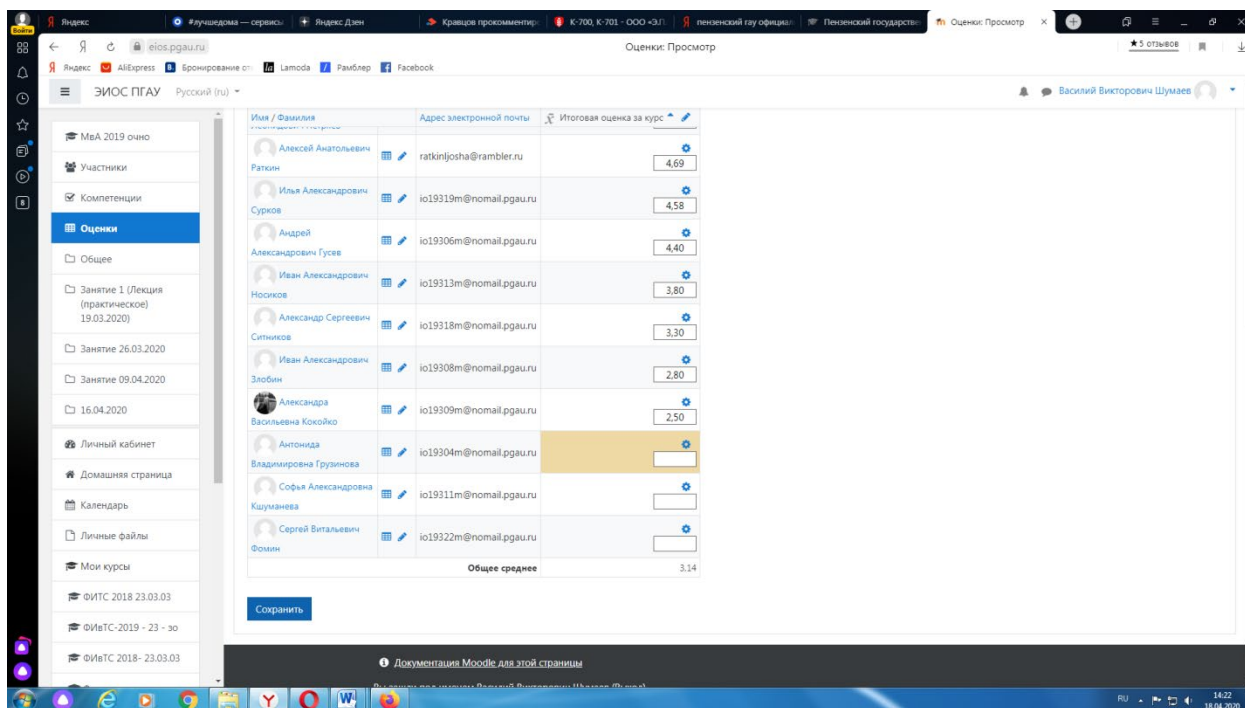 Войти
Яндекс
#лучшедома — сервисы
Яндекс Дзен
Кравцов прокомментир
К-700, К-701 - ООО «ЭЛ
пензенский гау официал
Пензенский государстве
Оценки: Просмотр
eios.pgau.ru
Оценки: Просмотр
★ 5 отзывов
Яндекс AliExpress Бронирование от Lamoda Рамблер Facebook
ЭИОС ПГАУ Русский (ru)
Василий Викторович Шумаев
МвА 2019 очно
Участники
Компетенции
Оценки
Общее
Занятие 1 (Лекция
(практическое)
19.03.2020)
Занятие 26.03.2020
Занятие 09.04.2020
16.04.2020
Личный кабинет
Домашняя страница
Календарь
Личные файлы
Мои курсы
ФИТС 2018 23.03.03
ФИвТС-2019 - 23 - зо
ФИвТС 2018- 23.03.03
Имя / Фамилия Адрес электронной почты Итоговая оценка за курс
Алексей Анатольевич
Раткин
ratkinljosha@rambler.ru
4,69
Илья Александрович
Сурков
io19319m@nomail.pgau.ru
4,58
Андрей
Александрович Гусев
io19306m@nomail.pgau.ru
4,40
Иван Александрович
Носиков
io19313m@nomail.pgau.ru
3,80
Александр Сергеевич
Ситников
io19318m@nomail.pgau.ru
3,30
Иван Александрович
Злобин
io19308m@nomail.pgau.ru
2,80
Александра
Васильевна Кокойко
io19309m@nomail.pgau.ru
2,50
Антонида
Владимировна Грузинова
io19304m@nomail.pgau.ru
Софья Александровна
Кшуманева
io19311m@nomail.pgau.ru
Сергей Витальевич
Фомин
io19322m@nomail.pgau.ru
Общее среднее 3,14
Сохранить
Документация Moodle для этой страницы
RU
14:22
18.04.2020